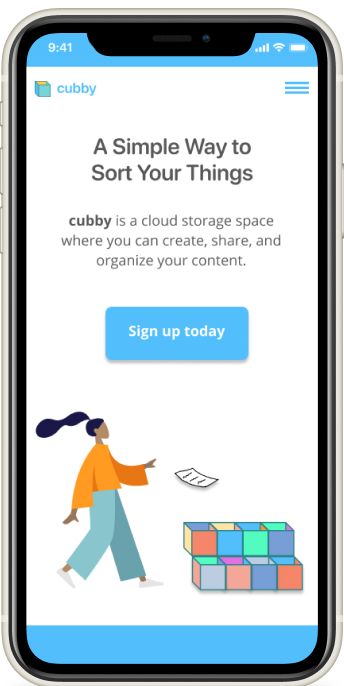 9:41
cubby
A Simple Way to
Sort Your Things
cubby is a cloud storage space
where you can create, share, and
organize your content.
Sign up today